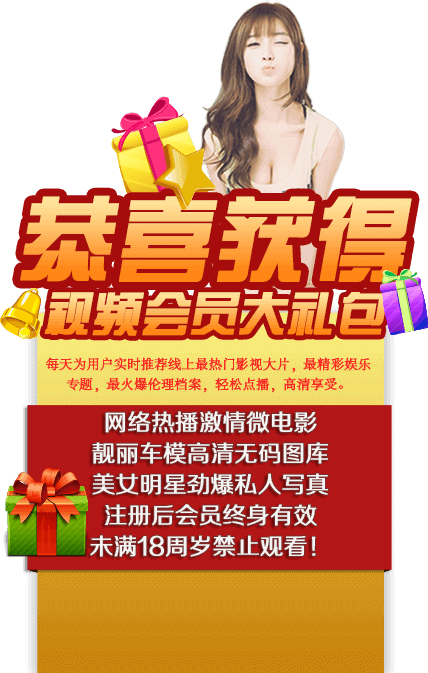 恭喜获得
视频会员大礼包
每天为用户实时推荐线上最热门影视大片，最精彩娱乐
专题，最火爆伦理档案，轻松点播，高清享受。
网络热播激情微电影
靓丽车模高清无码图库
美女明星劲爆私人写真
注册后会员终身有效
未满18周岁禁止观看！